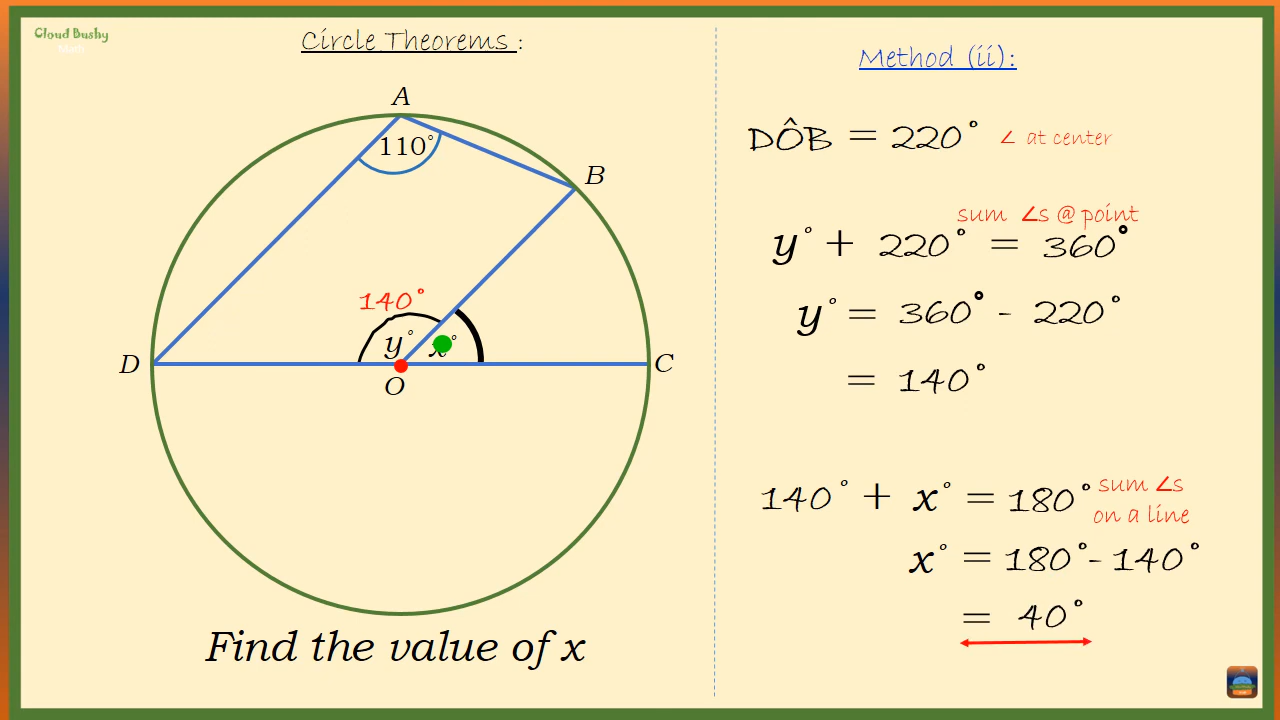 Cloud Bushy
Math
Circle Theorems :
A
110°
B
140°
y° x°
D
C
O
Find the value of x
Method (ii):
DÔB = 220° ∠ at center
sum ∠s @ point
y° + 220° = 360°
y° = 360° - 220°
= 140°
140° + x° = 180° sum ∠s
on a line
x° = 180° - 140°
= 40°